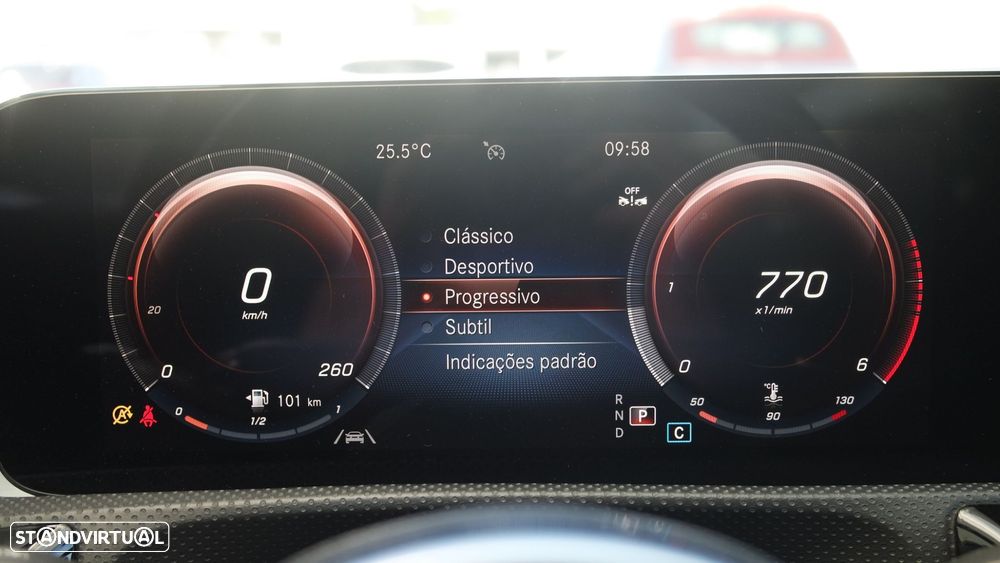 25.5°C
09:58
OFF
Clássico
Desportivo
Progressivo
Subtil
Indicações padrão
0
km/h
20
0
260
101 km
0
1/2
1
770
x1/min
1
0
6
°C
50
90
130
R
N
D
P
C
A
STANDVIRTUAL